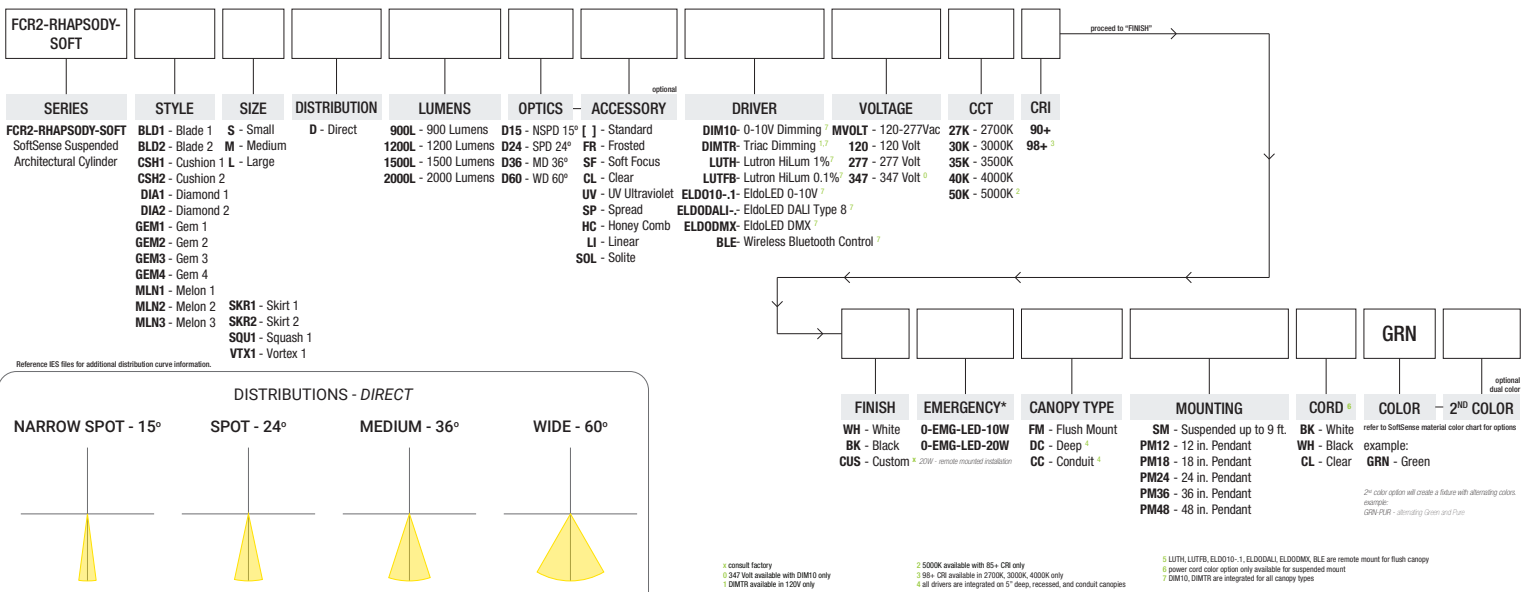 FCR2-RHAPSODY-
SOFT
proceed to "FINISH"
SERIES
FCR2-RHAPSODY-SOFT
SoftSense Suspended
Architectural Cylinder
STYLE
BLD1 - Blade 1
BLD2 - Blade 2
CSH1 - Cushion 1
CSH2 - Cushion 2
DIA1 - Diamond 1
DIA2 - Diamond 2
GEM1 - Gem 1
GEM2 - Gem 2
GEM3 - Gem 3
GEM4 - Gem 4
MLN1 - Melon 1
MLN2 - Melon 2
MLN3 - Melon 3
SKR1 - Skirt 1
SKR2 - Skirt 2
SQU1 - Squash 1
VTX1 - Vortex 1
SIZE
S - Small
M - Medium
L - Large
DISTRIBUTION
D - Direct
LUMENS
900L - 900 Lumens
1200L - 1200 Lumens
1500L - 1500 Lumens
2000L - 2000 Lumens
OPTICS
D15 - NSPD 15º
D24 - SPD 24º
D36 - MD 36º
D60 - WD 60º
optional
ACCESSORY
[ ] - Standard
FR - Frosted
SF - Soft Focus
CL - Clear
UV - UV Ultraviolet
SP - Spread
HC - Honey Comb
LI - Linear
SOL - Solite
DRIVER
DIM10- 0-10V Dimming 7
DIMTR- Triac Dimming 1,7
LUTH- Lutron HiLum 1% 7
LUTFB- Lutron HiLum 0.1% 7
ELDO10-.1- EldoLED 0-10V 7
ELDODALI-.- EldoLED DALI Type 8 7
ELDODMX- EldoLED DMX 7
BLE- Wireless Bluetooth Control 7
VOLTAGE
MVOLT - 120-277Vac
120 - 120 Volt
277 - 277 Volt
347 - 347 Volt 0
CCT
27K - 2700K
30K - 3000K
35K - 3500K
40K - 4000K
50K - 5000K 2
CRI
90+
98+ 3
GRN
FINISH
WH - White
BK - Black
CUS - Custom x
EMERGENCY*
0-EMG-LED-10W
0-EMG-LED-20W
20W - remote mounted installation
CANOPY TYPE
FM - Flush Mount
DC - Deep 4
CC - Conduit 4
MOUNTING
SM - Suspended up to 9 ft.
PM12 - 12 in. Pendant
PM18 - 18 in. Pendant
PM24 - 24 in. Pendant
PM36 - 36 in. Pendant
PM48 - 48 in. Pendant
CORD 6
BK - White
WH - Black
CL - Clear
COLOR
optional
dual color
2ND COLOR
refer to SoftSense material color chart for options
example:
GRN - Green
2nd color option will create a fixture with alternating colors.
example:
GRN-PUR - alternating Green and Pure
Reference IES files for additional distribution curve information.
DISTRIBUTIONS - DIRECT
NARROW SPOT - 15º
SPOT - 24º
MEDIUM - 36º
WIDE - 60º
x consult factory
0 347 Volt available with DIM10 only
1 DIMTR available in 120V only
2 5000K available with 85+ CRI only
3 98+ CRI available in 2700K, 3000K, 4000K only
4 all drivers are integrated on 5" deep, recessed, and conduit canopies
5 LUTH, LUTFB, ELDO10-.1, ELDODALI, ELDODMX, BLE are remote mount for flush canopy
6 power cord color option only available for suspended mount
7 DIM10, DIMTR are integrated for all canopy types